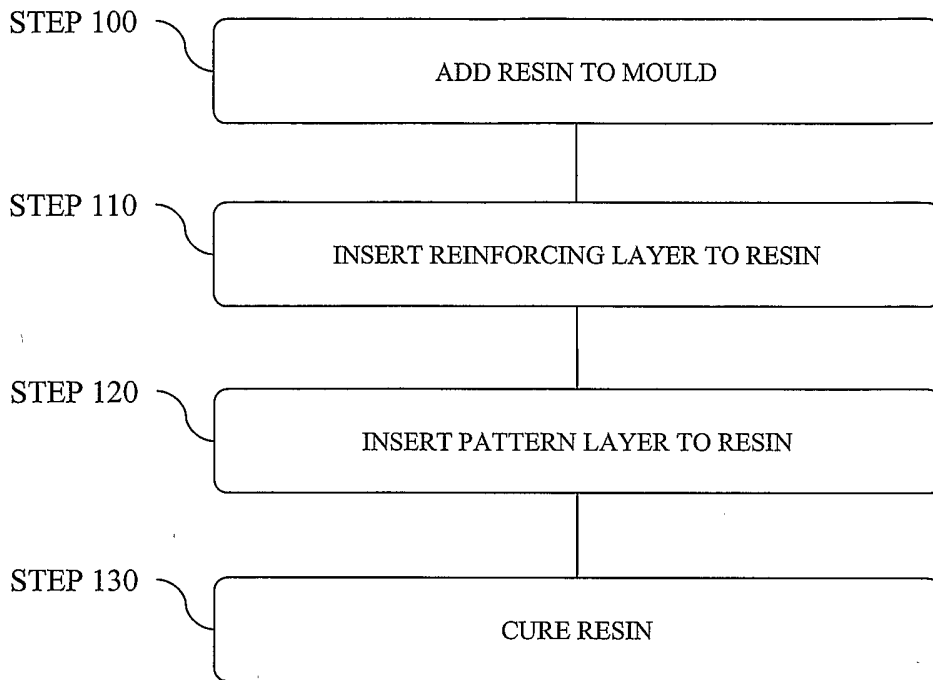 STEP 100
ADD RESIN TO MOULD
STEP 110
INSERT REINFORCING LAYER TO RESIN
STEP 120
INSERT PATTERN LAYER TO RESIN
STEP 130
CURE RESIN